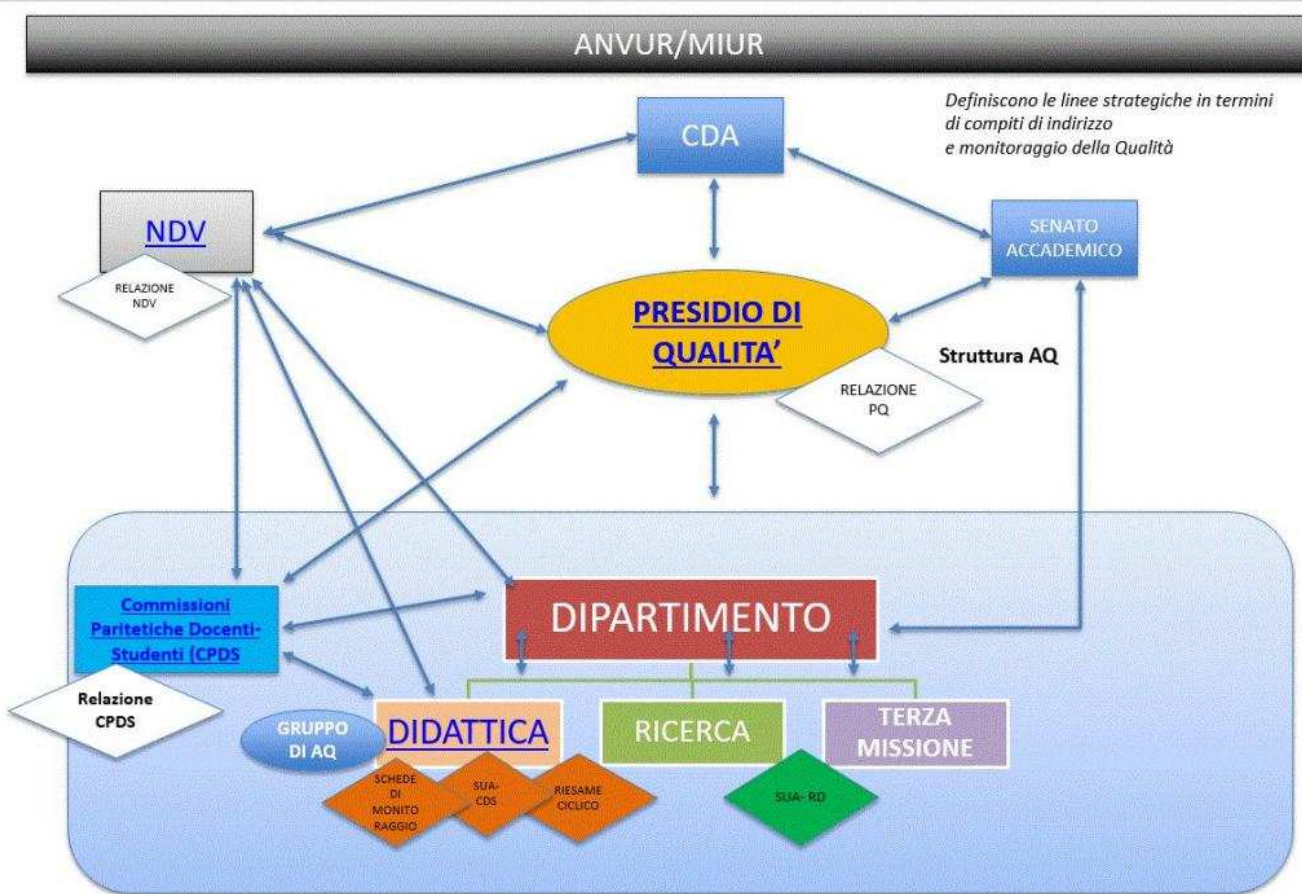 ANVUR/MIUR
Definiscono le linee strategiche in termini
di compiti di indirizzo
e monitoraggio della Qualità
CDA
NDV
SENATO
ACCADEMICO
RELAZIONE
NDV
PRESIDIO DI
QUALITA’
Struttura AQ
RELAZIONE
PQ
Commissioni
Paritetiche Docenti-
Studenti (CPDS
DIPARTIMENTO
Relazione
CPDS
GRUPPO
DI AQ
DIDATTICA
RICERCA
TERZA
MISSIONE
SCHEDE
DI
MONITO
RAGGIO
SUA-
CDS
RIESAME
CICLICO
SUA- RD